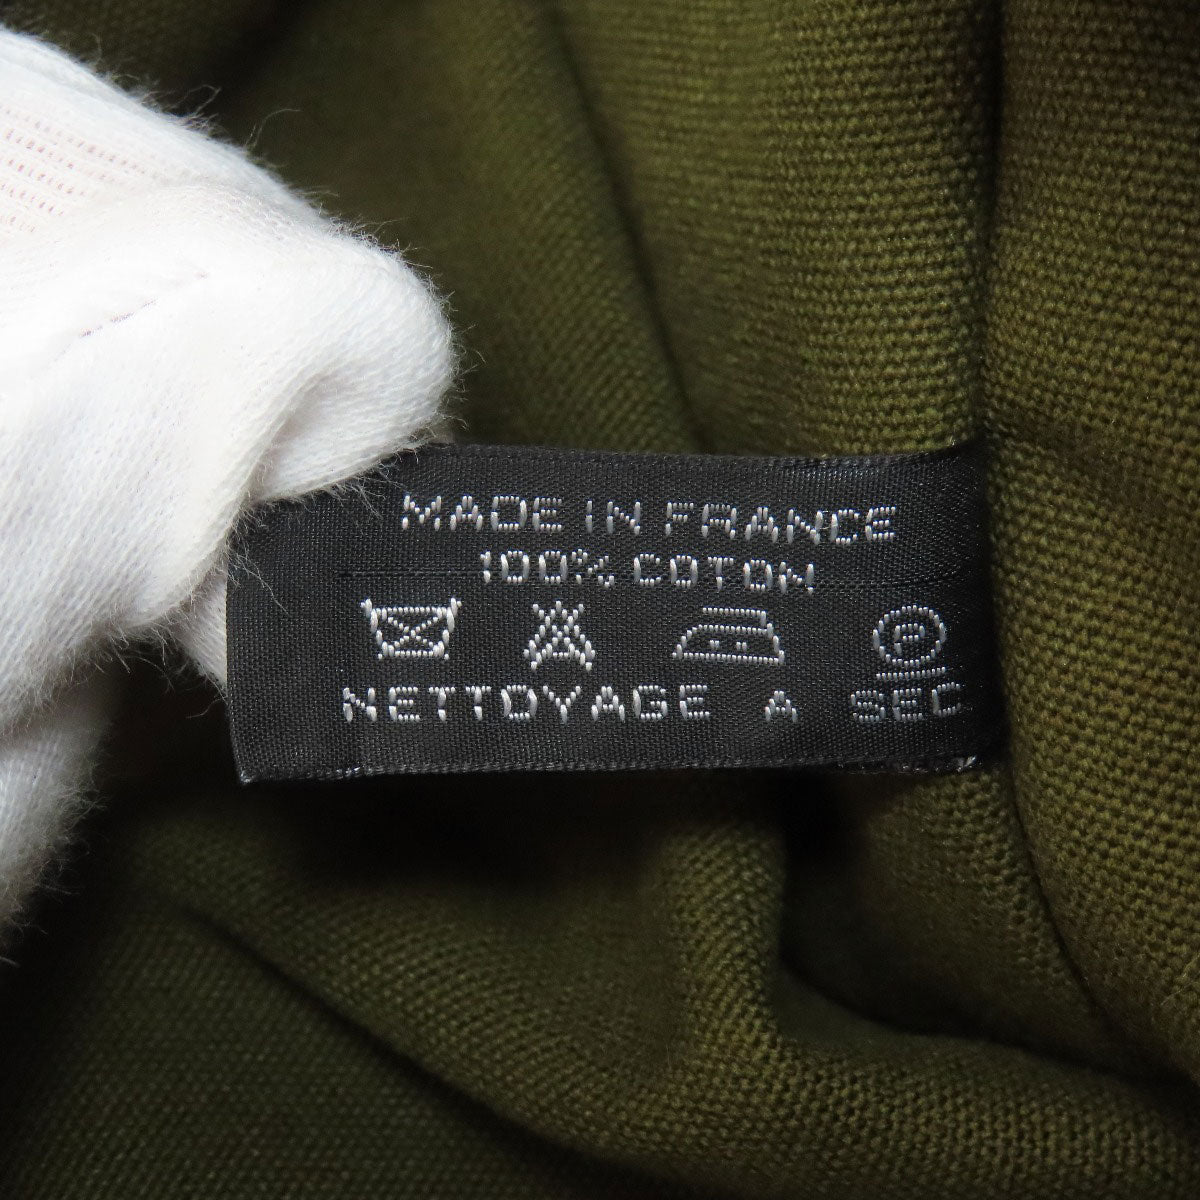 MADE IN FRANCE
100% COTON
P
NETTOYAGE A SEC